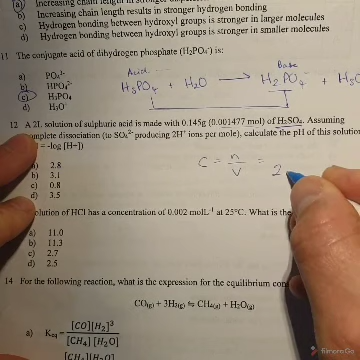 a) Increasing chain length results in stronger
b) Increasing chain length results in stronger hydrogen bonding
c) Hydrogen bonding between hydroxyl groups is stronger in larger molecules
d) Hydrogen bonding between hydroxyl groups is stronger in smaller molecules
11 The conjugate acid of dihydrogen phosphate (H₂PO₄⁻) is:
a) PO₄³⁻
b) HPO₄²⁻
c) H₃PO₄
d) H₃O⁺
Acid Base
H₃PO₄ + H₂O → H₂PO₄⁻ + H₃O
12 A 2L solution of sulphuric acid is made with 0.145g (0.001477 mol) of H₂SO₄. Assuming
complete dissociation (to SO₄²⁻ producing 2H⁺ ions per mole), calculate the pH of this solution
= -log [H+]
) 2.8
b) 3.1
c) 0.8
d) 3.5
C = n/V = 2
solution of HCl has a concentration of 0.002 molL⁻¹ at 25°C. What is the
a) 11.0
b) 11.3
c) 2.7
d) 2.5
14 For the following reaction, what is the expression for the equilibrium con
CO(g) + 3H₂(g) ⇋ CH₄(g) + H₂O(g)
a) Keq = [CO][H₂]³ / [CH₄][H₂O]
[CH₄][H₂O]